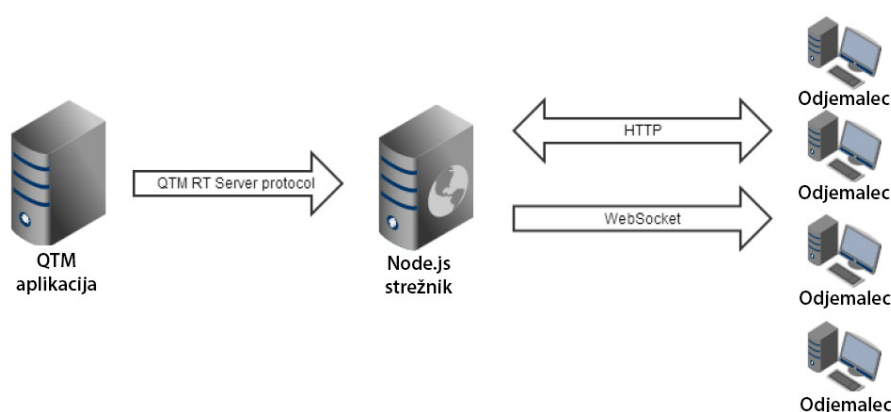 QTM RT Server protocol
QTM
aplikacija
Node.js
strežnik
HTTP
WebSocket
Odjemalec
Odjemalec
Odjemalec
Odjemalec